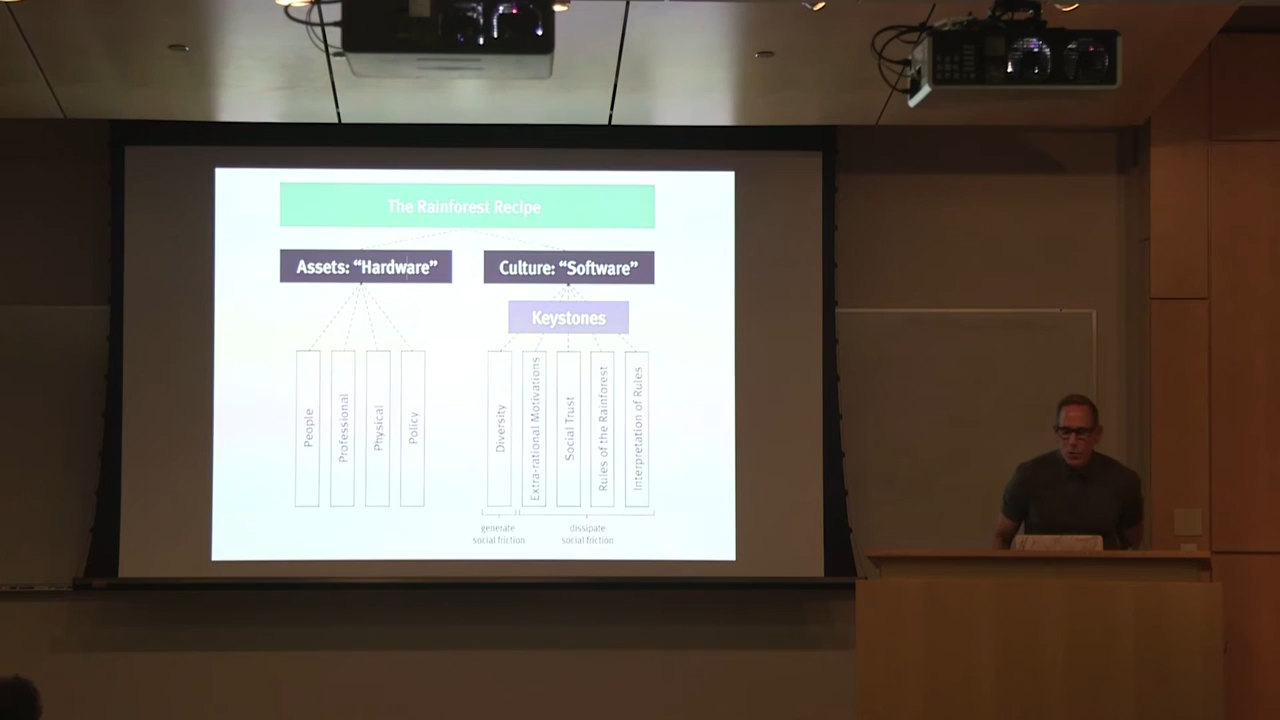 The Rainforest Recipe
Assets: “Hardware”
Culture: “Software”
Keystones
People
Professional
Physical
Policy
Diversity
Extra-rational Motivations
Social Trust
Rules of the Rainforest
Interpretation of Rules
generate
social friction
dissipate
social friction